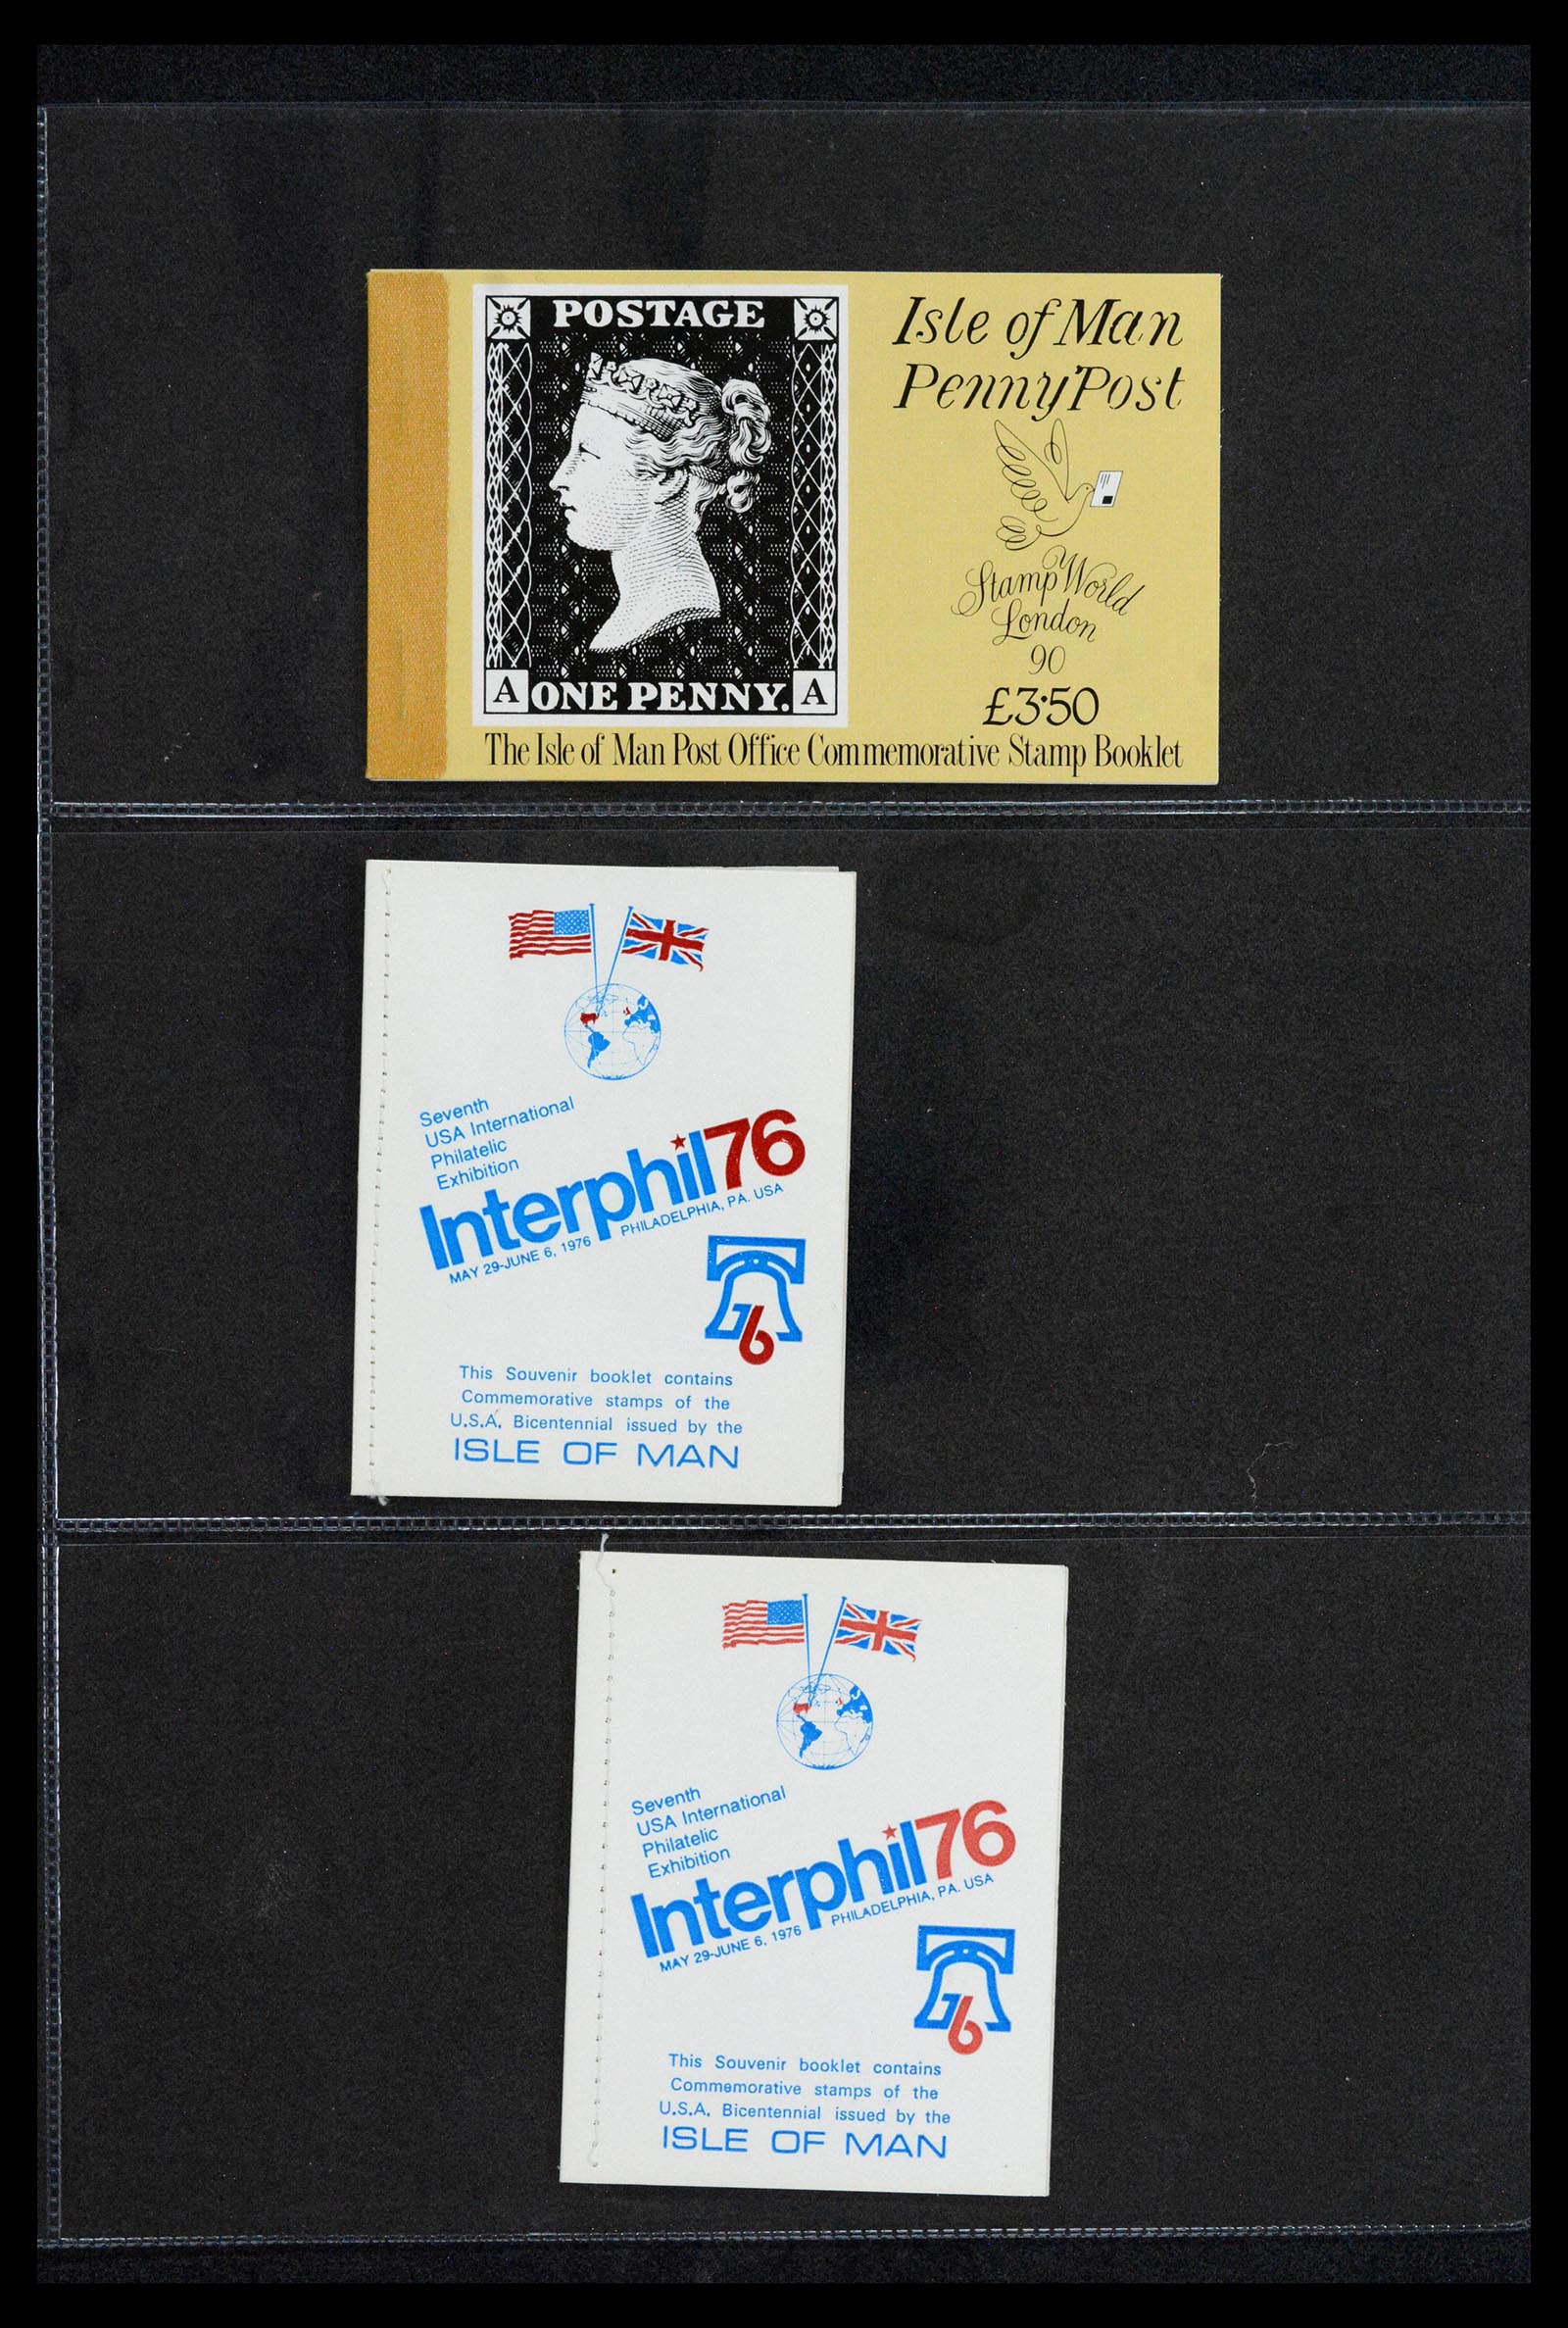 POSTAGE
A ONE PENNY. A
Isle of Man
Penny Post
Stamp World
London
90
£3·50
The Isle of Man Post Office Commemorative Stamp Booklet
Seventh
USA International
Philatelic
Exhibition
Interphil76
MAY 29-JUNE 6, 1976 PHILADELPHIA, PA. USA
76
This Souvenir booklet contains
Commemorative stamps of the
U.S.A. Bicentennial issued by the
ISLE OF MAN
Seventh
USA International
Philatelic
Exhibition
Interphil76
MAY 29-JUNE 6, 1976 PHILADELPHIA, PA. USA
76
This Souvenir booklet contains
Commemorative stamps of the
U.S.A. Bicentennial issued by the
ISLE OF MAN